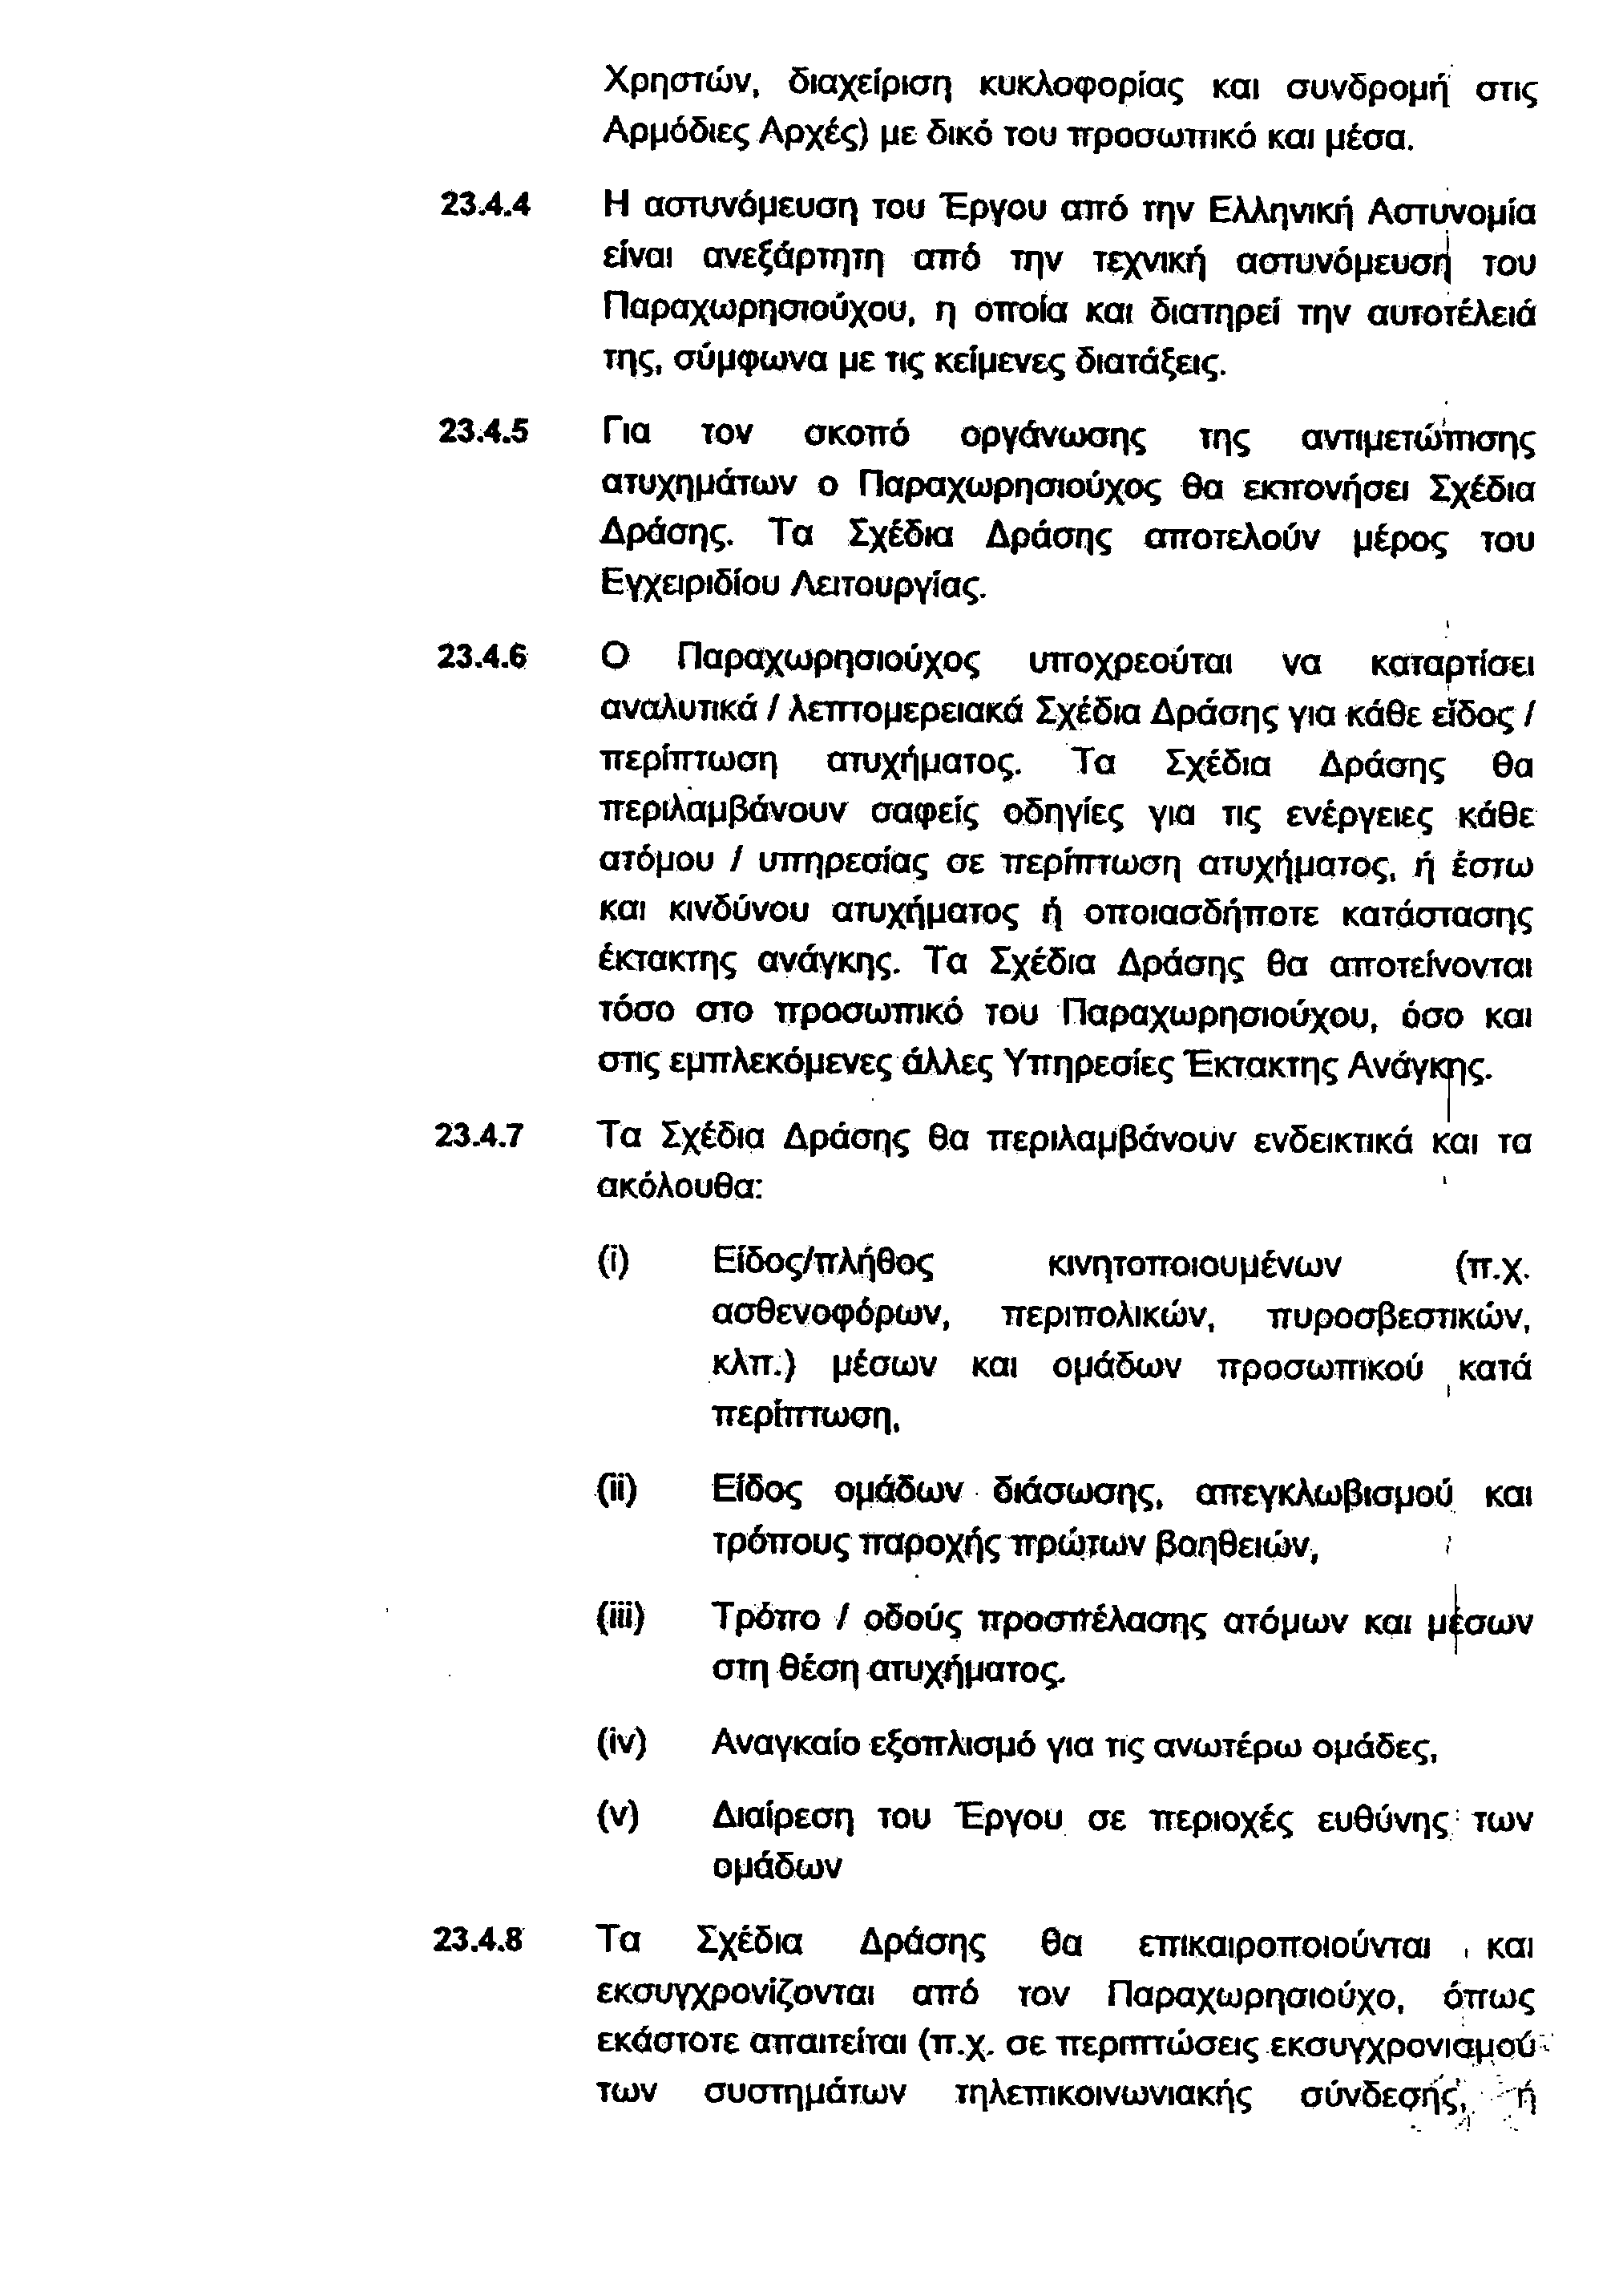 Χρηστών, διαχείριση κυκλοφορίας και συνδρομή στις
Αρμόδιες Αρχές) με δικό του προσωπικό και μέσα.
23.4.4 Η αστυνόμευση του Έργου από την Ελληνική Αστυνομία
είναι ανεξάρτητη από την τεχνική αστυνόμευση του
Παραχωρησιούχου, η οποία και διατηρεί την αυτοτέλειά
της, σύμφωνα με τις κείμενες διατάξεις.
23.4.5 Για τον σκοπό οργάνωσης της αντιμετώπισης
ατυχημάτων ο Παραχωρησιούχος θα εκπονήσει Σχέδια
Δράσης. Τα Σχέδια Δράσης αποτελούν μέρος του
Εγχειριδίου Λειτουργίας.
23.4.6 Ο Παραχωρησιούχος υποχρεούται να καταρτίσει
αναλυτικά / λεπτομερειακά Σχέδια Δράσης για κάθε είδος /
περίπτωση ατυχήματος. Τα Σχέδια Δράσης θα
περιλαμβάνουν σαφείς οδηγίες για τις ενέργειες κάθε
ατόμου / υπηρεσίας σε περίπτωση ατυχήματος, ή έστω
και κινδύνου ατυχήματος ή οποιασδήποτε κατάστασης
έκτακτης ανάγκης. Τα Σχέδια Δράσης θα αποτείνονται
τόσο στο προσωπικό του Παραχωρησιούχου, όσο και
στις εμπλεκόμενες άλλες Υπηρεσίες Έκτακτης Ανάγκης.
23.4.7 Τα Σχέδια Δράσης θα περιλαμβάνουν ενδεικτικά και τα
ακόλουθα:
(i) Είδος/πλήθος κινητοποιουμένων (π.χ.
ασθενοφόρων, περιπολικών, πυροσβεστικών,
κλπ.) μέσων και ομάδων προσωπικού κατά
περίπτωση,
(ii) Είδος ομάδων διάσωσης, απεγκλωβισμού και
τρόπους παροχής πρώτων βοηθειών,
(iii) Τρόπο / οδούς προσπέλασης ατόμων και μέσων
στη θέση ατυχήματος.
(iv) Αναγκαίο εξοπλισμό για τις ανωτέρω ομάδες,
(v) Διαίρεση του Έργου σε περιοχές ευθύνης των
ομάδων
23.4.8 Τα Σχέδια Δράσης θα επικαιροποιούνται και
εκσυγχρονίζονται από τον Παραχωρησιούχο, όπως
εκάστοτε απαιτείται (π.χ. σε περιπτώσεις εκσυγχρονισμού
των συστημάτων τηλεπικοινωνιακής σύνδεσής, ή